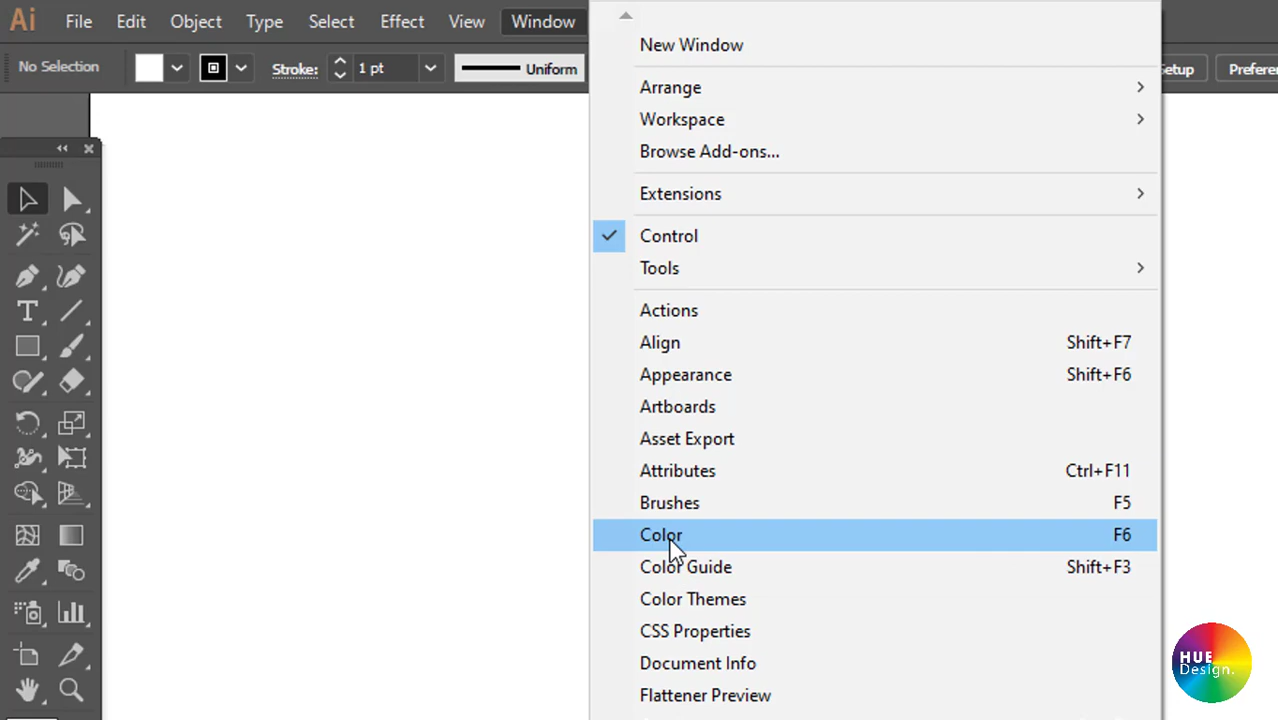 Ai File Edit Object Type Select Effect View Window
No Selection Stroke: 1 pt Uniform
New Window
Arrange
Workspace
Browse Add-ons...
Extensions
Control
Tools
Actions
Align Shift+F7
Appearance Shift+F6
Artboards
Asset Export
Attributes Ctrl+F11
Brushes F5
Color F6
Color Guide Shift+F3
Color Themes
CSS Properties
Document Info
Flattener Preview
T
HUE
Design.